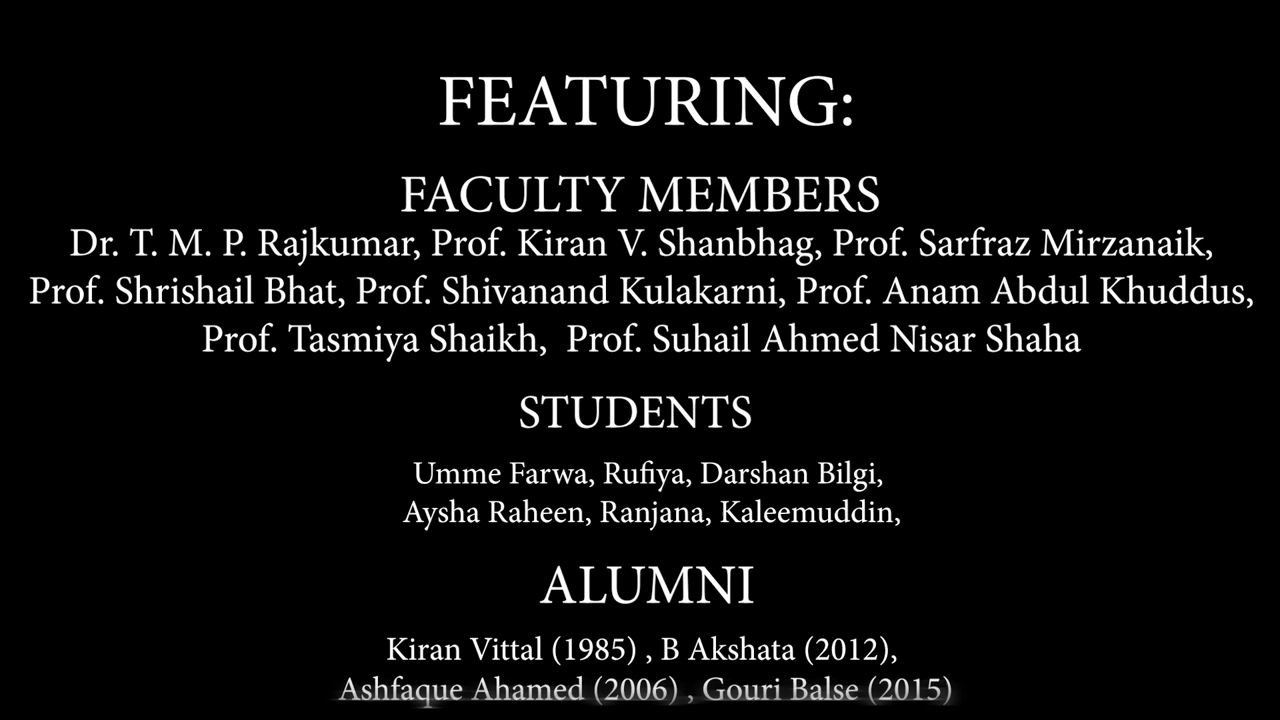 FEATURING:
FACULTY MEMBERS
Dr. T. M. P. Rajkumar, Prof. Kiran V. Shanbhag, Prof. Sarfraz Mirzanaik,
Prof. Shrishail Bhat, Prof. Shivanand Kulakarni, Prof. Anam Abdul Khuddus,
Prof. Tasmiya Shaikh,  Prof. Suhail Ahmed Nisar Shaha
STUDENTS
Umme Farwa, Rufiya, Darshan Bilgi,
Aysha Raheen, Ranjana, Kaleemuddin,
ALUMNI
Kiran Vittal (1985) , B Akshata (2012),
Ashfaque Ahamed (2006) , Gouri Balse (2015)